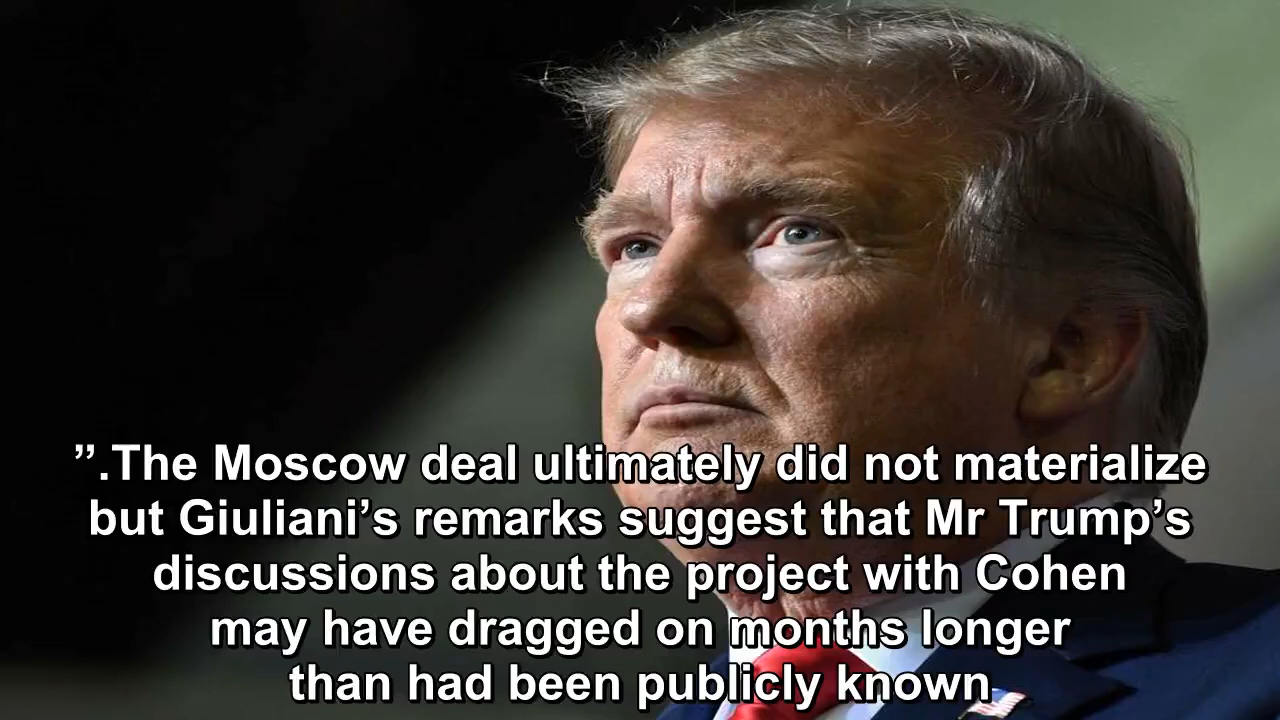 ”.The Moscow deal ultimately did not materialize
but Giuliani’s remarks suggest that Mr Trump’s
discussions about the project with Cohen
may have dragged on months longer
than had been publicly known